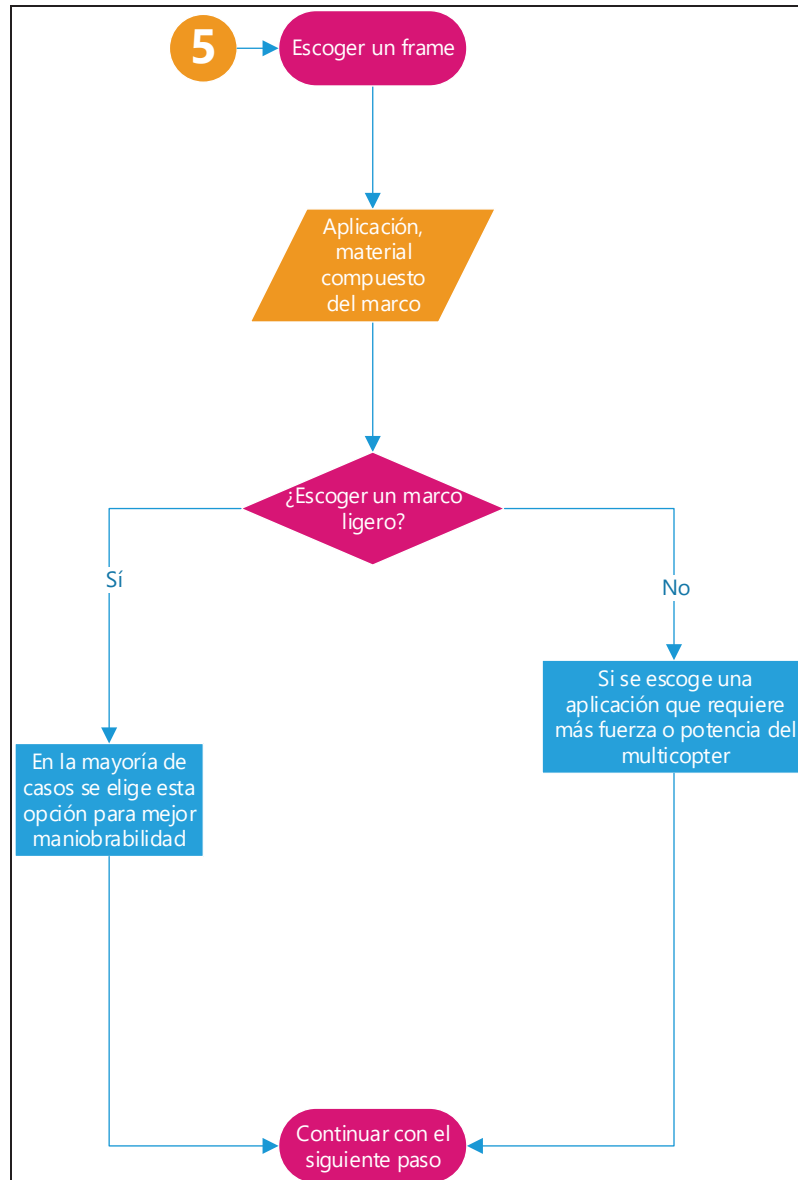 5
Escoger un frame
Aplicación,
material
compuesto
del marco
¿Escoger un marco
ligero?
Sí
No
Si se escoge una
aplicación que requiere
más fuerza o potencia del
multicopter
En la mayoría de
casos se elige esta
opción para mejor
maniobrabilidad
Continuar con el
siguiente paso